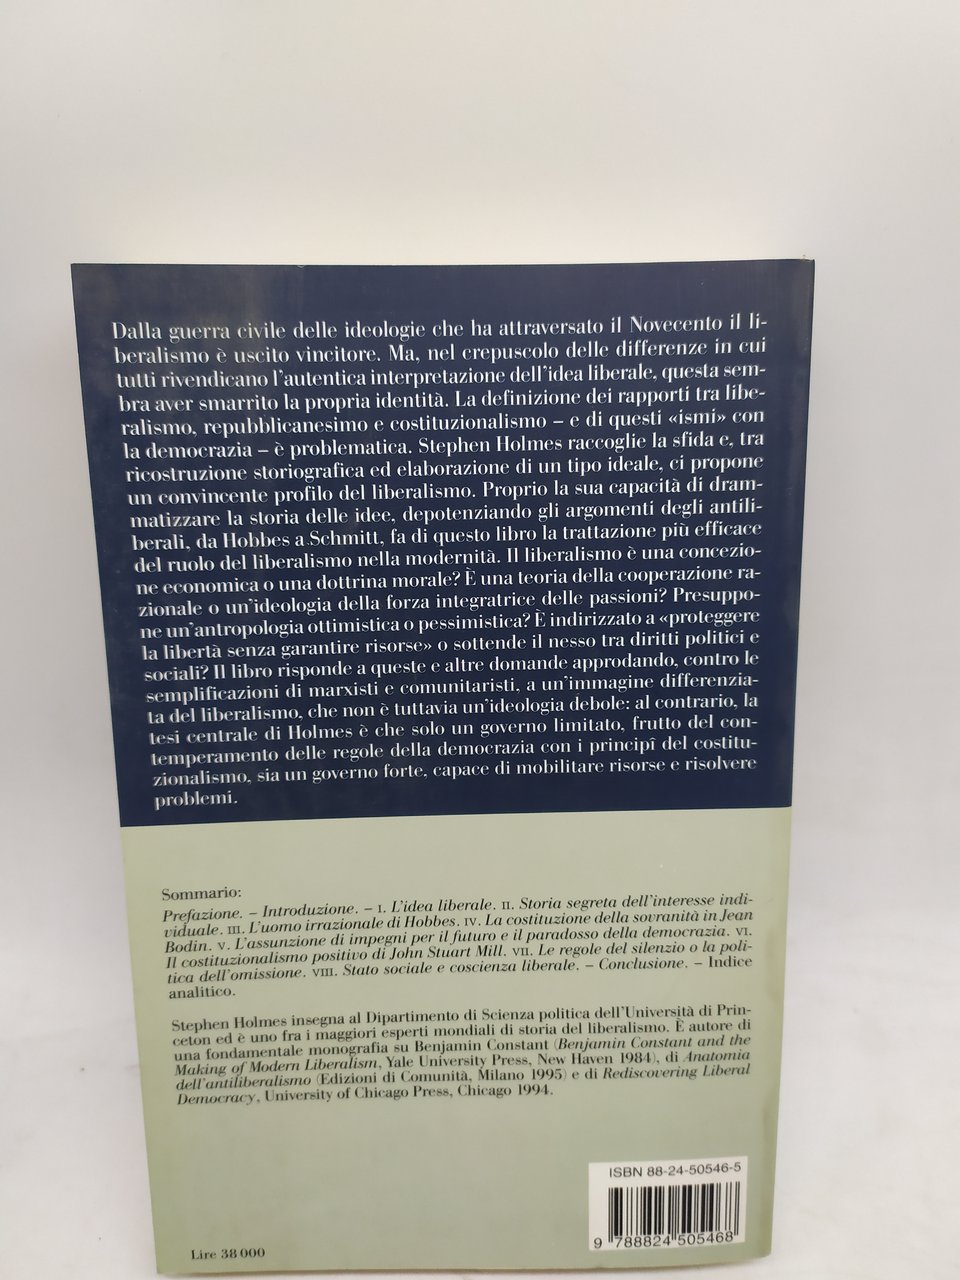 Dalla guerra civile delle ideologie che ha attraversato il Novecento il li-
beralismo è uscito vincitore. Ma, nel crepuscolo delle differenze in cui
tutti rivendicano l'autentica interpretazione dell'idea liberale, questa sem-
bra aver smarrito la propria identità. La definizione dei rapporti tra libe-
ralismo, repubblicanesimo e costituzionalismo – e di questi «ismi» con
la democrazia – è problematica. Stephen Holmes raccoglie la sfida e, tra
ricostruzione storiografica ed elaborazione di un tipo ideale, ci propone
un convincente profilo del liberalismo. Proprio la sua capacità di dram-
matizzare la storia delle idee, depotenziando gli argomenti degli antili-
berali, da Hobbes a Schmitt, fa di questo libro la trattazione più efficace
del ruolo del liberalismo nella modernità. Il liberalismo è una concezio-
ne economica o una dottrina morale? È una teoria della cooperazione ra-
zionale o un'ideologia della forza integratrice delle passioni? Presuppo-
ne un'antropologia ottimistica o pessimistica? È indirizzato a «proteggere
la libertà senza garantire risorse» o sottende il nesso tra diritti politici e
sociali? Il libro risponde a queste e altre domande approdando, contro le
semplificazioni di marxisti e comunitaristi, a un'immagine differenzia-
ta del liberalismo, che non è tuttavia un'ideologia debole: al contrario, la
tesi centrale di Holmes è che solo un governo limitato, frutto del con-
temperamento delle regole della democrazia con i principî del costitu-
zionalismo, sia un governo forte, capace di mobilitare risorse e risolvere
problemi.
Sommario:
Prefazione. – Introduzione. – I. L'idea liberale. II. Storia segreta dell'interesse indi-
viduale. III. L'uomo irrazionale di Hobbes. IV. La costituzione della sovranità in Jean
Bodin. V. L'assunzione di impegni per il futuro e il paradosso della democrazia. VI.
Il costituzionalismo positivo di John Stuart Mill. VII. Le regole del silenzio o la poli-
tica dell'omissione. VIII. Stato sociale e coscienza liberale. – Conclusione. – Indice
analitico.
Stephen Holmes insegna al Dipartimento di Scienza politica dell'Università di Prin-
ceton ed è uno fra i maggiori esperti mondiali di storia del liberalismo. È autore di
una fondamentale monografia su Benjamin Constant (Benjamin Constant and the
Making of Modern Liberalism, Yale University Press, New Haven 1984), di Anatomia
dell'antiliberalismo (Edizioni di Comunità, Milano 1995) e di Rediscovering Liberal
Democracy, University of Chicago Press, Chicago 1994.
ISBN 88-24-50546-5
9 788824 505468
Lire 38 000